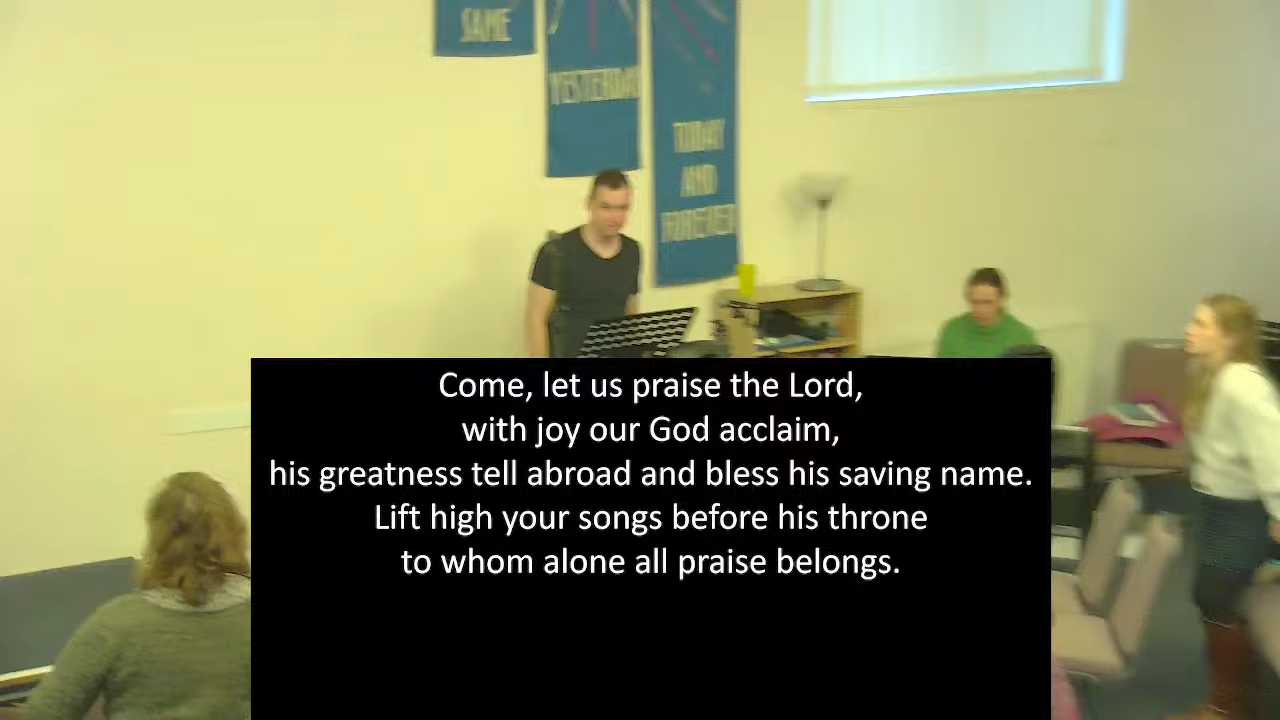 SAME
YESTERDAY
TODAY
AND
FOREVER
Come, let us praise the Lord,
with joy our God acclaim,
his greatness tell abroad and bless his saving name.
Lift high your songs before his throne
to whom alone all praise belongs.